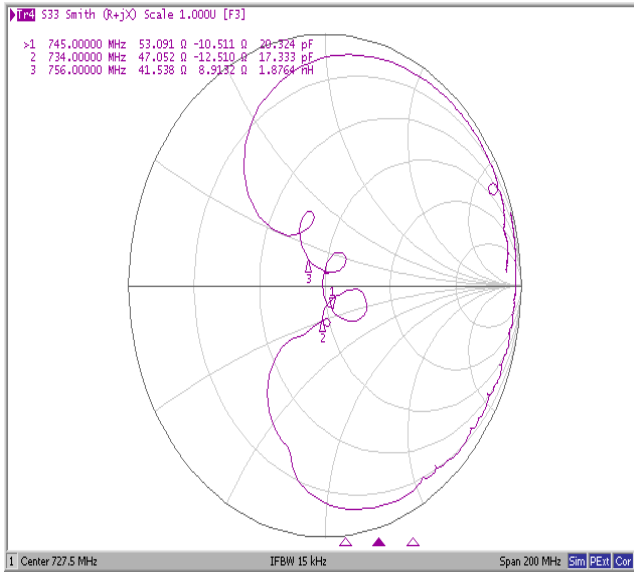 Tr4 S33 Smith (R+jX) Scale 1.000U [F3]
>1 745.00000 MHz 53.091 Ω -10.511 Ω 20.324 pF
2 734.00000 MHz 47.052 Ω -12.510 Ω 17.333 pF
3 756.00000 MHz 41.538 Ω 8.9132 Ω 1.8764 nH
3
1
2
1 Center 727.5 MHz IFBW 15 kHz Span 200 MHz Sim PExt Cor